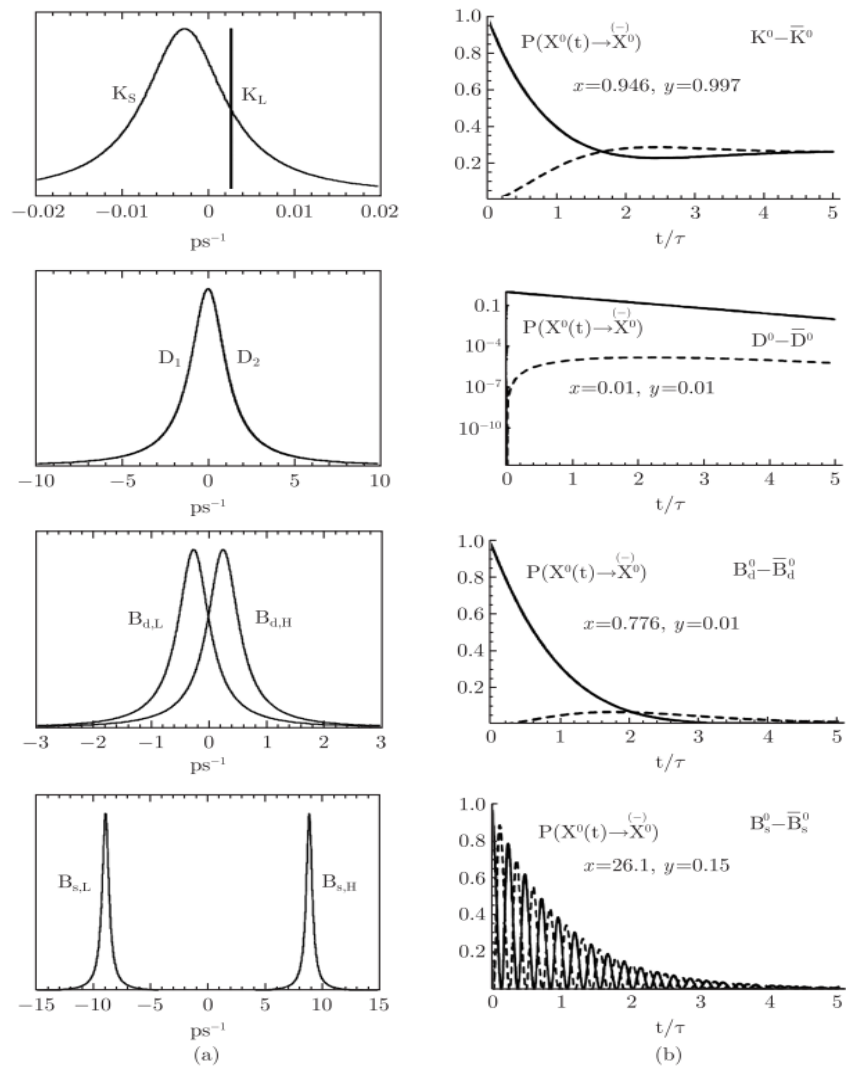 K_S K_L
−0.02 −0.01 0 0.01 0.02
ps⁻¹
1.0
0.8
0.6
0.4
0.2
P(X⁰(t)→X⁰) (−) K⁰−K̅⁰
x=0.946, y=0.997
0 1 2 3 4 5
t/τ
D₁ D₂
−10 −5 0 5 10
ps⁻¹
0.1
10⁻⁴
10⁻⁷
10⁻¹⁰
P(X⁰(t)→X⁰) (−) D⁰−D̅⁰
x=0.01, y=0.01
0 1 2 3 4 5
t/τ
B_d,L B_d,H
−3 −2 −1 0 1 2 3
ps⁻¹
1.0
0.8
0.6
0.4
0.2
P(X⁰(t)→X⁰) (−) B⁰_d−B̅⁰_d
x=0.776, y=0.01
0 1 2 3 4 5
t/τ
B_s,L B_s,H
−15 −10 −5 0 5 10 15
ps⁻¹
(a)
1.0
0.8
0.6
0.4
0.2
P(X⁰(t)→X⁰) (−) B⁰_s−B̅⁰_s
x=26.1, y=0.15
0 1 2 3 4 5
t/τ
(b)